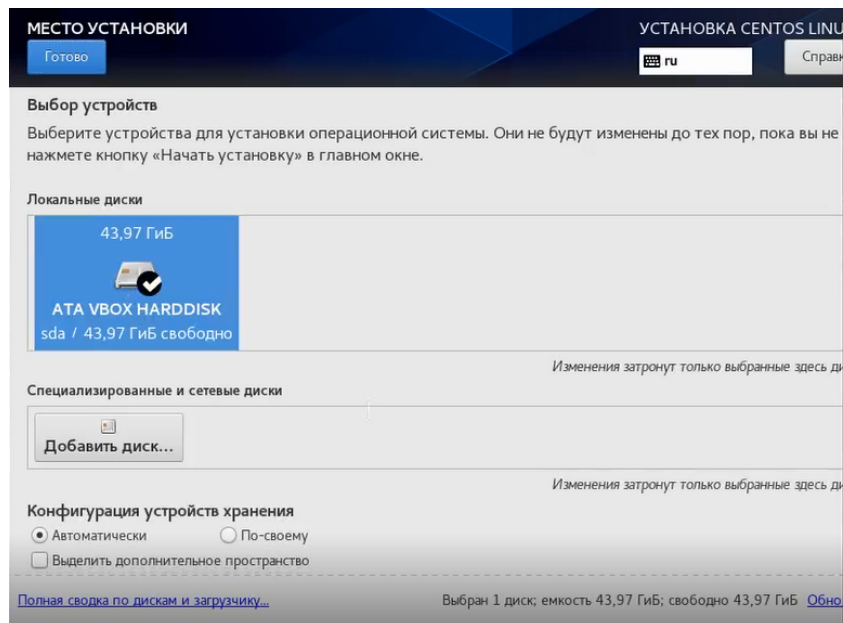 МЕСТО УСТАНОВКИ
УСТАНОВКА CENTOS LINU
Готово
ru
Справк
Выбор устройств
Выберите устройства для установки операционной системы. Они не будут изменены до тех пор, пока вы не
нажмете кнопку «Начать установку» в главном окне.
Локальные диски
43,97 ГиБ
ATA VBOX HARDDISK
sda / 43,97 ГиБ свободно
Изменения затронут только выбранные здесь ди
Специализированные и сетевые диски
Добавить диск...
Изменения затронут только выбранные здесь ди
Конфигурация устройств хранения
Автоматически
По-своему
Выделить дополнительное пространство
Полная сводка по дискам и загрузчику...
Выбран 1 диск; емкость 43,97 ГиБ; свободно 43,97 ГиБ Обно